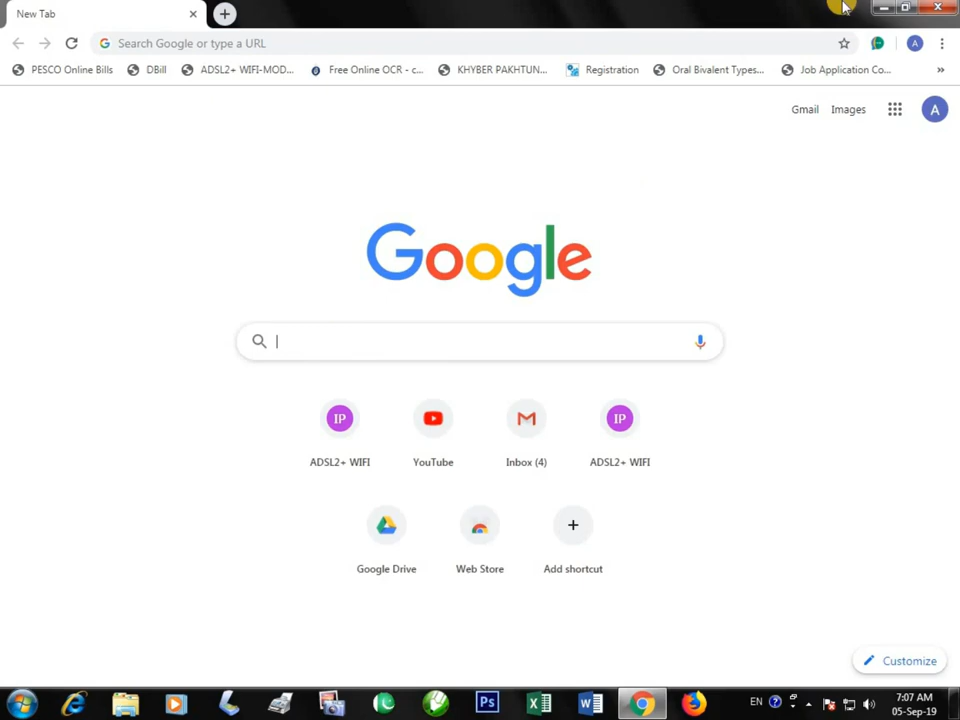 New Tab
Search Google or type a URL
A
PESCO Online Bills DBill ADSL2+ WIFI-MOD... Free Online OCR - c... KHYBER PAKHTUN... Registration Oral Bivalent Types... Job Application Co... »
Gmail Images A
Google
IP IP
ADSL2+ WIFI YouTube Inbox (4) ADSL2+ WIFI
Google Drive Web Store Add shortcut
Customize
Ps W EN 7:07 AM
05-Sep-19